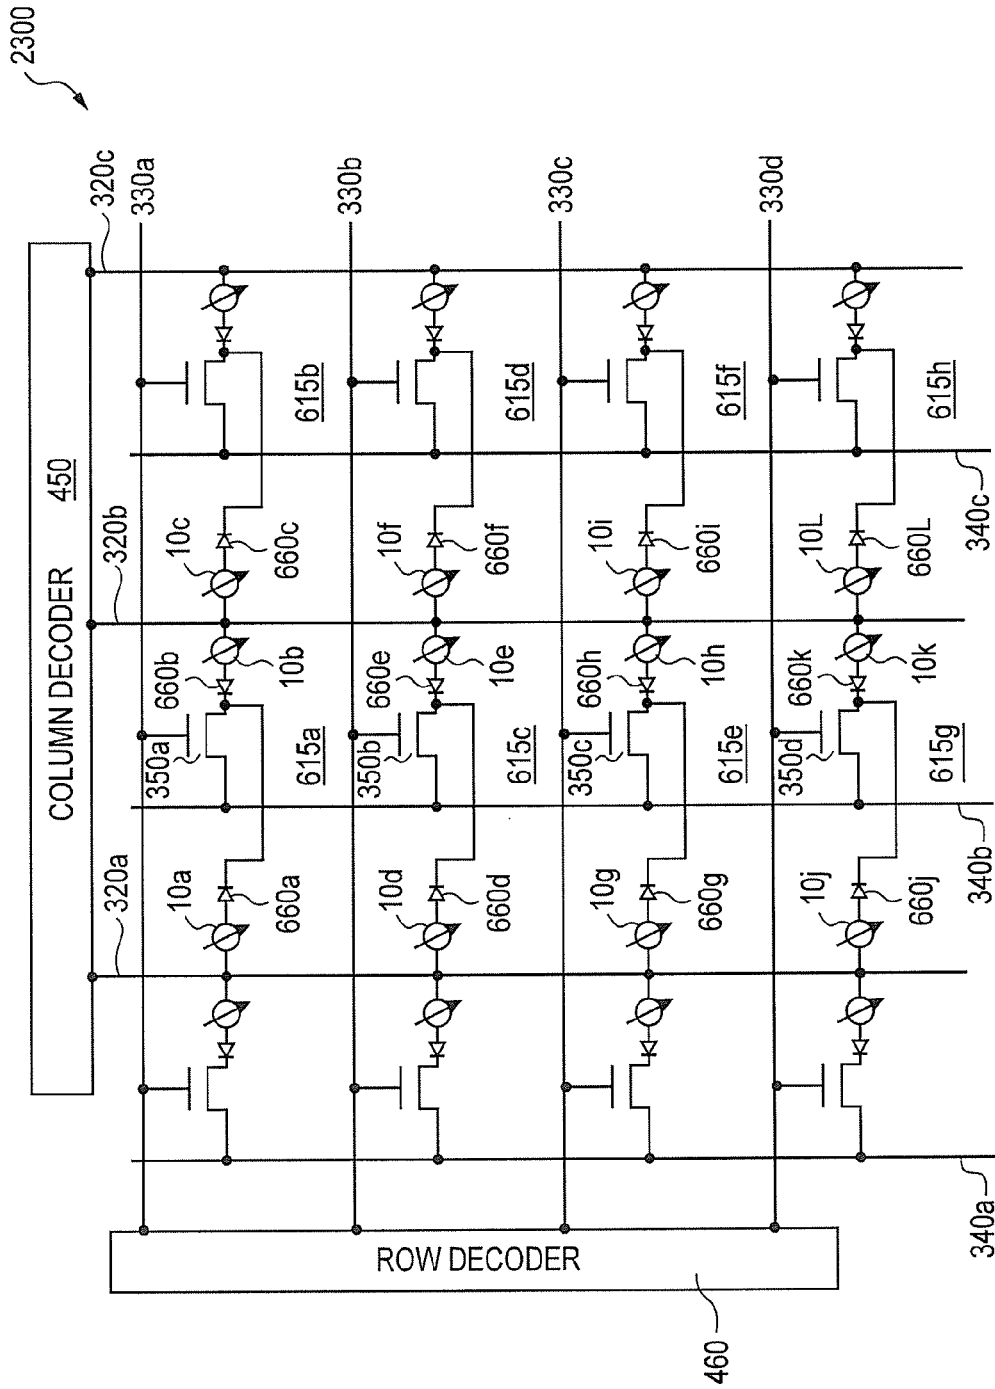 2300
COLUMN DECODER
450
320a
320b
320c
330a
10a
660a
350a
660b
10b
10c
660c
615a
615b
330b
10d
660d
350b
660e
10e
10f
660f
615c
615d
330c
10g
660g
350c
660h
10h
10i
660i
615e
615f
330d
10j
660j
350d
660k
10k
10L
660L
615g
615h
340a
340b
340c
ROW DECODER
460